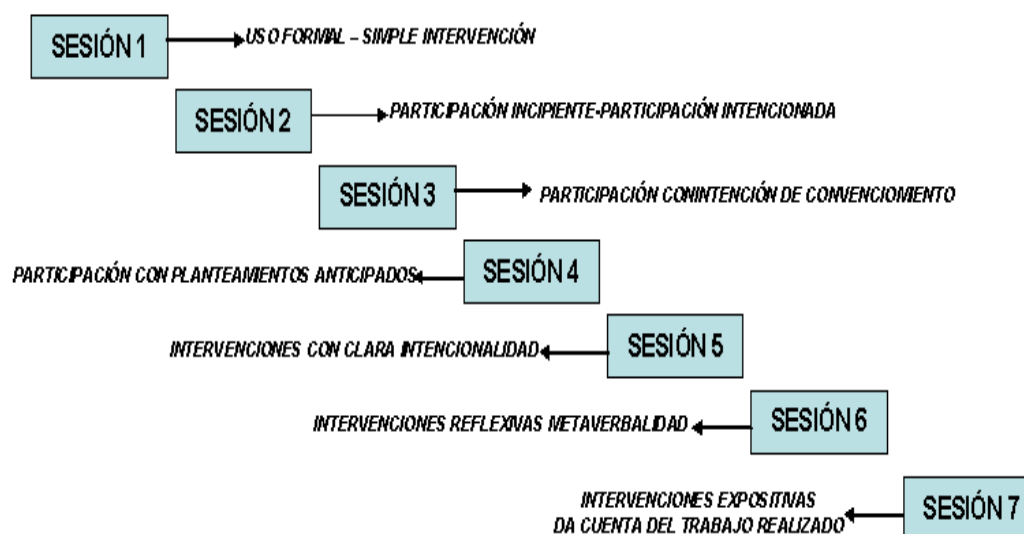 SESIÓN 1
USO FORMAL – SIMPLE INTERVENCIÓN
SESIÓN 2
PARTICIPACIÓN INCIPIENTE-PARTICIPACIÓN INTENCIONADA
SESIÓN 3
PARTICIPACIÓN CONINTENCIÓN DE CONVENCIOMIENTO
PARTICIPACIÓN CON PLANTEAMIENTOS ANTICIPADOS
SESIÓN 4
INTERVENCIONES CON CLARA INTENCIONALIDAD
SESIÓN 5
INTERVENCIONES REFLEXIVAS METAVERBALIDAD
SESIÓN 6
INTERVENCIONES EXPOSITIVAS
DA CUENTA DEL TRABAJO REALIZADO
SESIÓN 7